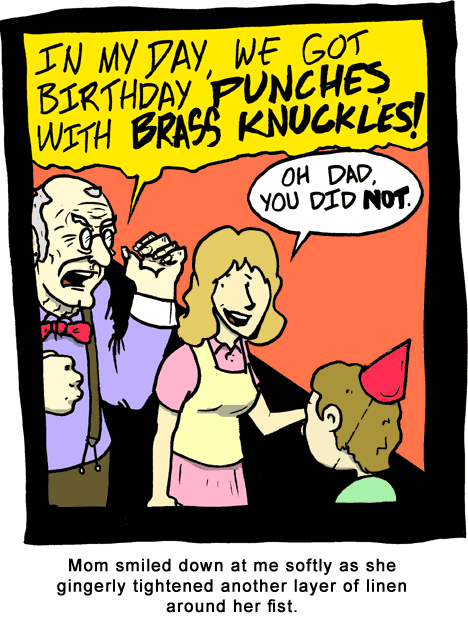 IN MY DAY, WE GOT
BIRTHDAY PUNCHES
WITH BRASS KNUCKLES!
OH DAD,
YOU DID NOT.
Mom smiled down at me softly as she
gingerly tightened another layer of linen
around her fist.